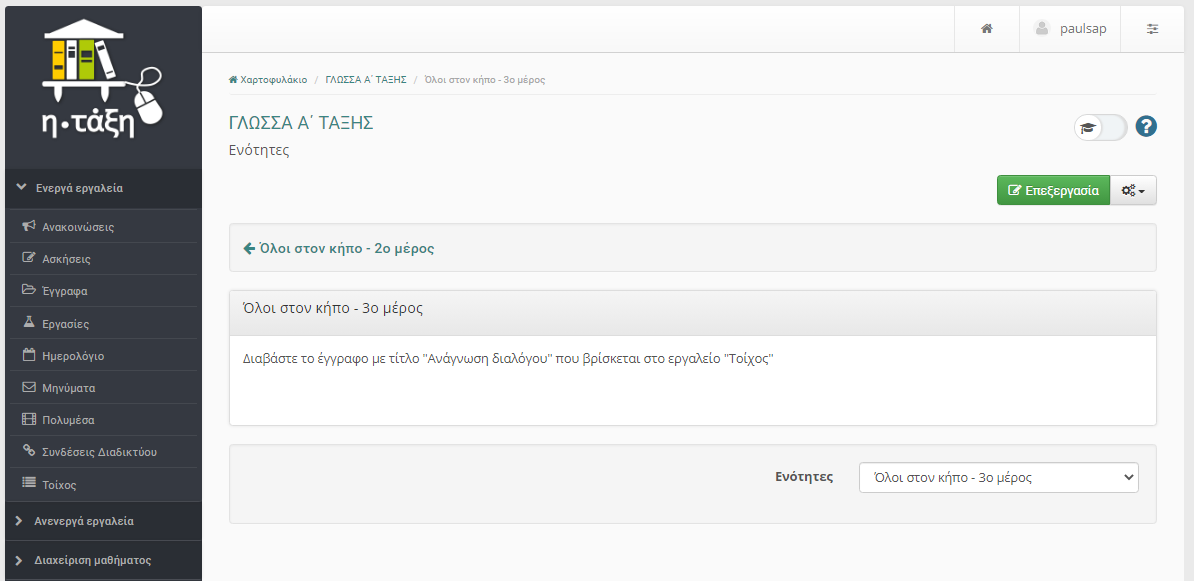 η·τάξη
paulsap
Χαρτοφυλάκιο / ΓΛΩΣΣΑ Α΄ ΤΑΞΗΣ / Όλοι στον κήπο - 3ο μέρος
ΓΛΩΣΣΑ Α΄ ΤΑΞΗΣ
Ενότητες
Επεξεργασία
Ενεργά εργαλεία
Ανακοινώσεις
Ασκήσεις
Έγγραφα
Εργασίες
Ημερολόγιο
Μηνύματα
Πολυμέσα
Συνδέσεις Διαδικτύου
Τοίχος
Ανενεργά εργαλεία
Διαχείριση μαθήματος
Όλοι στον κήπο - 2ο μέρος
Όλοι στον κήπο - 3ο μέρος
Διαβάστε το έγγραφο με τίτλο "Ανάγνωση διαλόγου" που βρίσκεται στο εργαλείο "Τοίχος"
Ενότητες Όλοι στον κήπο - 3ο μέρος